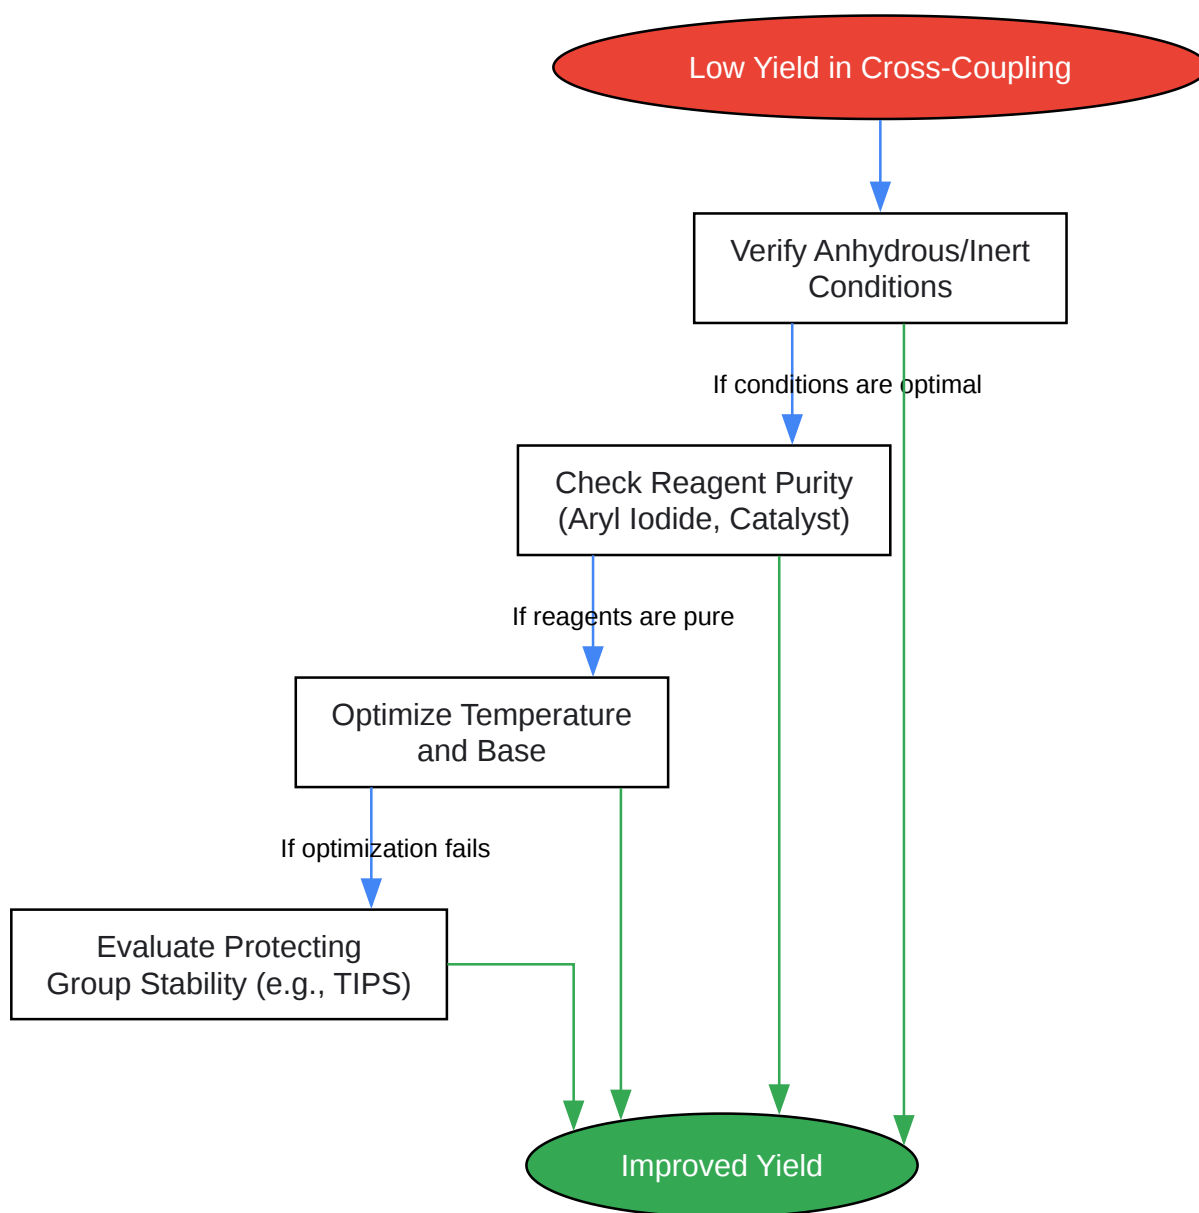 Low Yield in Cross-Coupling
Verify Anhydrous/Inert
Conditions
If conditions are optimal
Check Reagent Purity
(Aryl Iodide, Catalyst)
If reagents are pure
Optimize Temperature
and Base
If optimization fails
Evaluate Protecting
Group Stability (e.g., TIPS)
Improved Yield